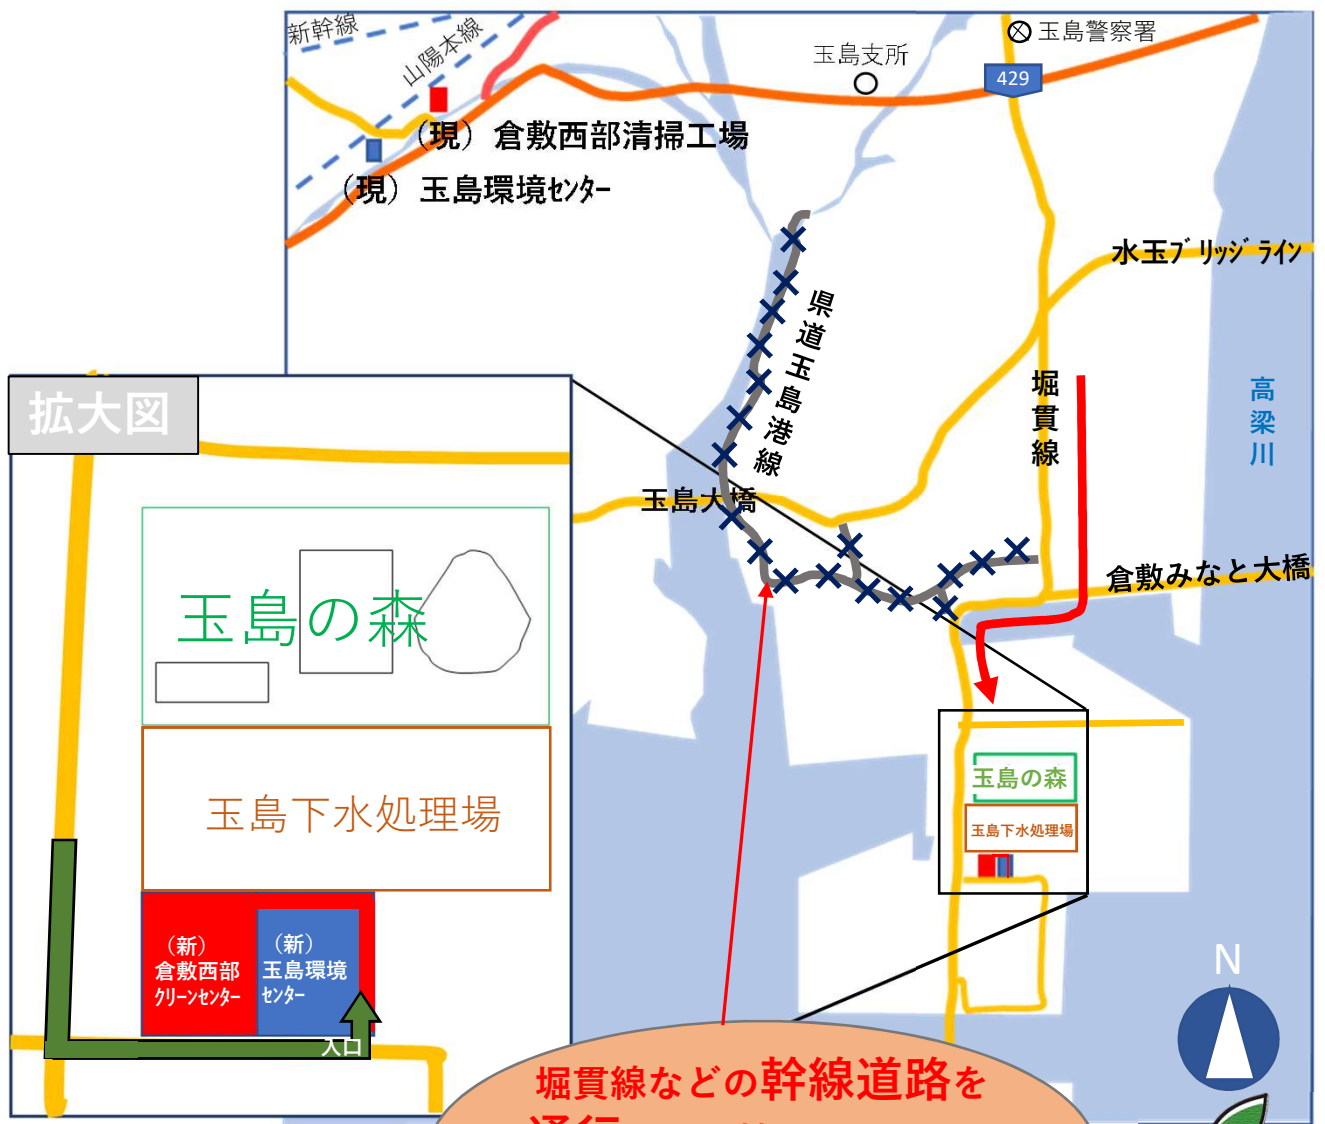 新幹線
山陽本線
玉島支所
玉島警察署
429
（現）倉敷西部清掃工場
（現）玉島環境ｾﾝﾀｰ
水玉ﾌﾞﾘｯｼﾞﾗｲﾝ
県道玉島港線
堀貫線
高梁川
拡大図
玉島大橋
倉敷みなと大橋
玉島の森
玉島下水処理場
玉島の森
玉島下水処理場
（新）
倉敷西部
ｸﾘｰﾝｾﾝﾀｰ
（新）
玉島環境
ｾﾝﾀｰ
入口
N
堀貫線などの幹線道路を
通行